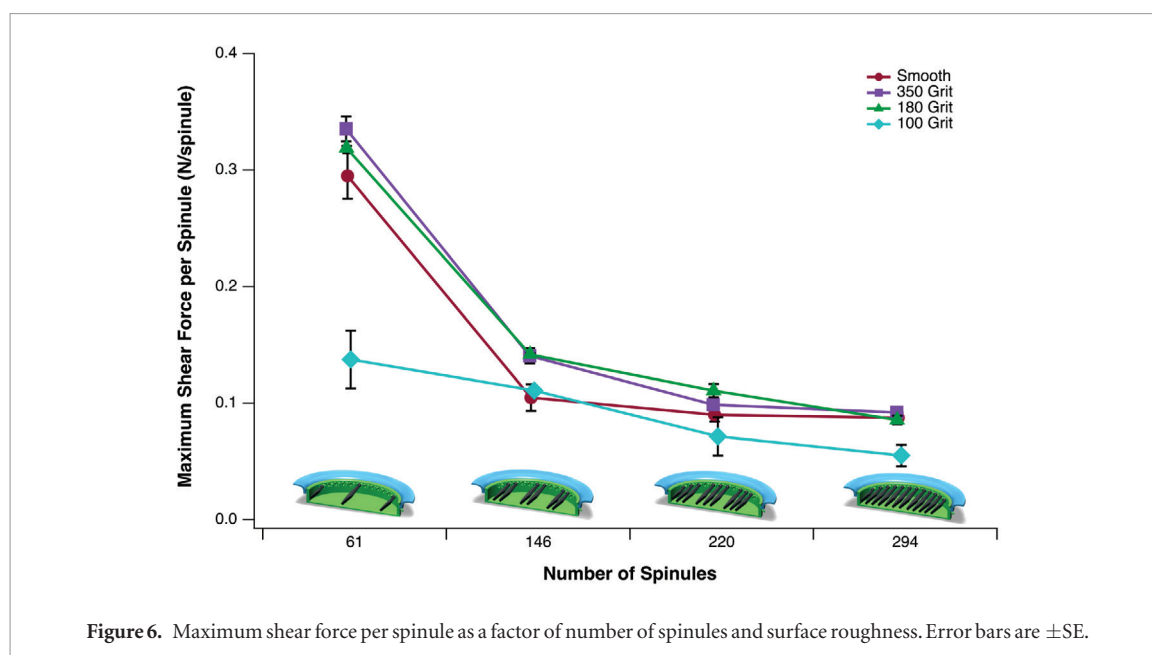 0.4
0.3
0.2
0.1
0.0
Maximum Shear Force per Spinule (N/spinule)
Smooth
350 Grit
180 Grit
100 Grit
61 146 220 294
Number of Spinules
Figure 6. Maximum shear force per spinule as a factor of number of spinules and surface roughness. Error bars are ±SE.